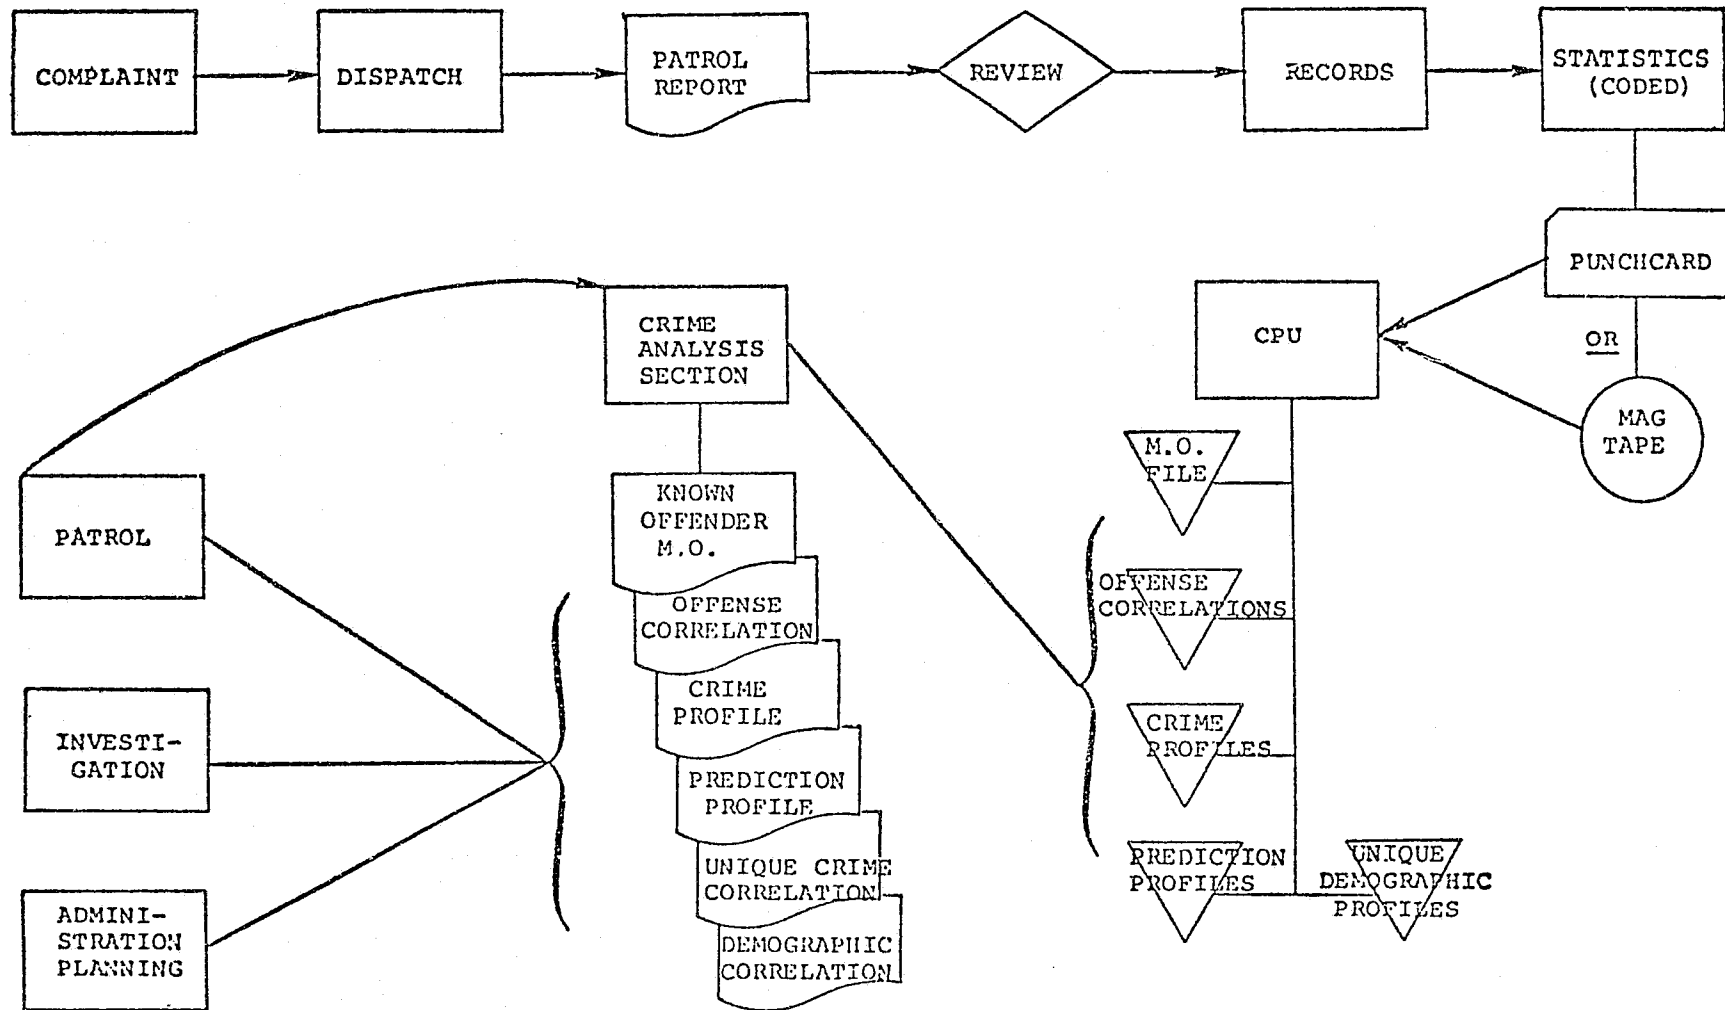 COMPLAINT
DISPATCH
PATROL
REPORT
REVIEW
RECORDS
STATISTICS
(CODED)
PUNCHCARD
OR
MAG
TAPE
CPU
CRIME
ANALYSIS
SECTION
M.O.
FILE
OFFENSE
CORRELATIONS
CRIME
PROFILES
PREDICTION
PROFILES
UNIQUE
DEMOGRAPHIC
PROFILES
KNOWN
OFFENDER
M.O.
OFFENSE
CORRELATION
CRIME
PROFILE
PREDICTION
PROFILE
UNIQUE CRIME
CORRELATION
DEMOGRAPHIC
CORRELATION
PATROL
INVESTI-
GATION
ADMINI-
STRATION
PLANNING